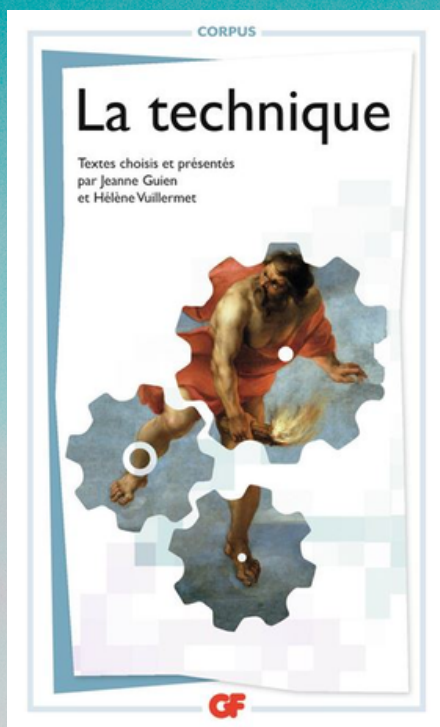 CORPUS
La technique
Textes choisis et présentés
par Jeanne Guien
et Hélène Vuillermet
GF